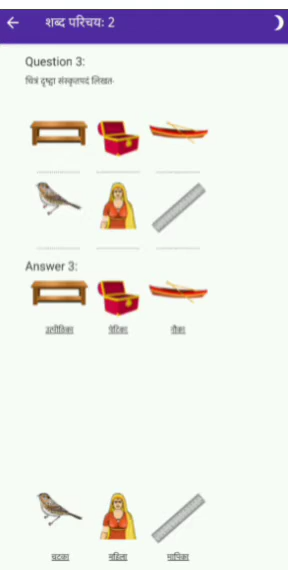 शब्द परिचयः 2
Question 3:
चित्रं दृष्ट्वा संस्कृतपदं लिखत-
Answer 3:
उत्पीठिका पेटिका नौका
चटका महिला मापिका